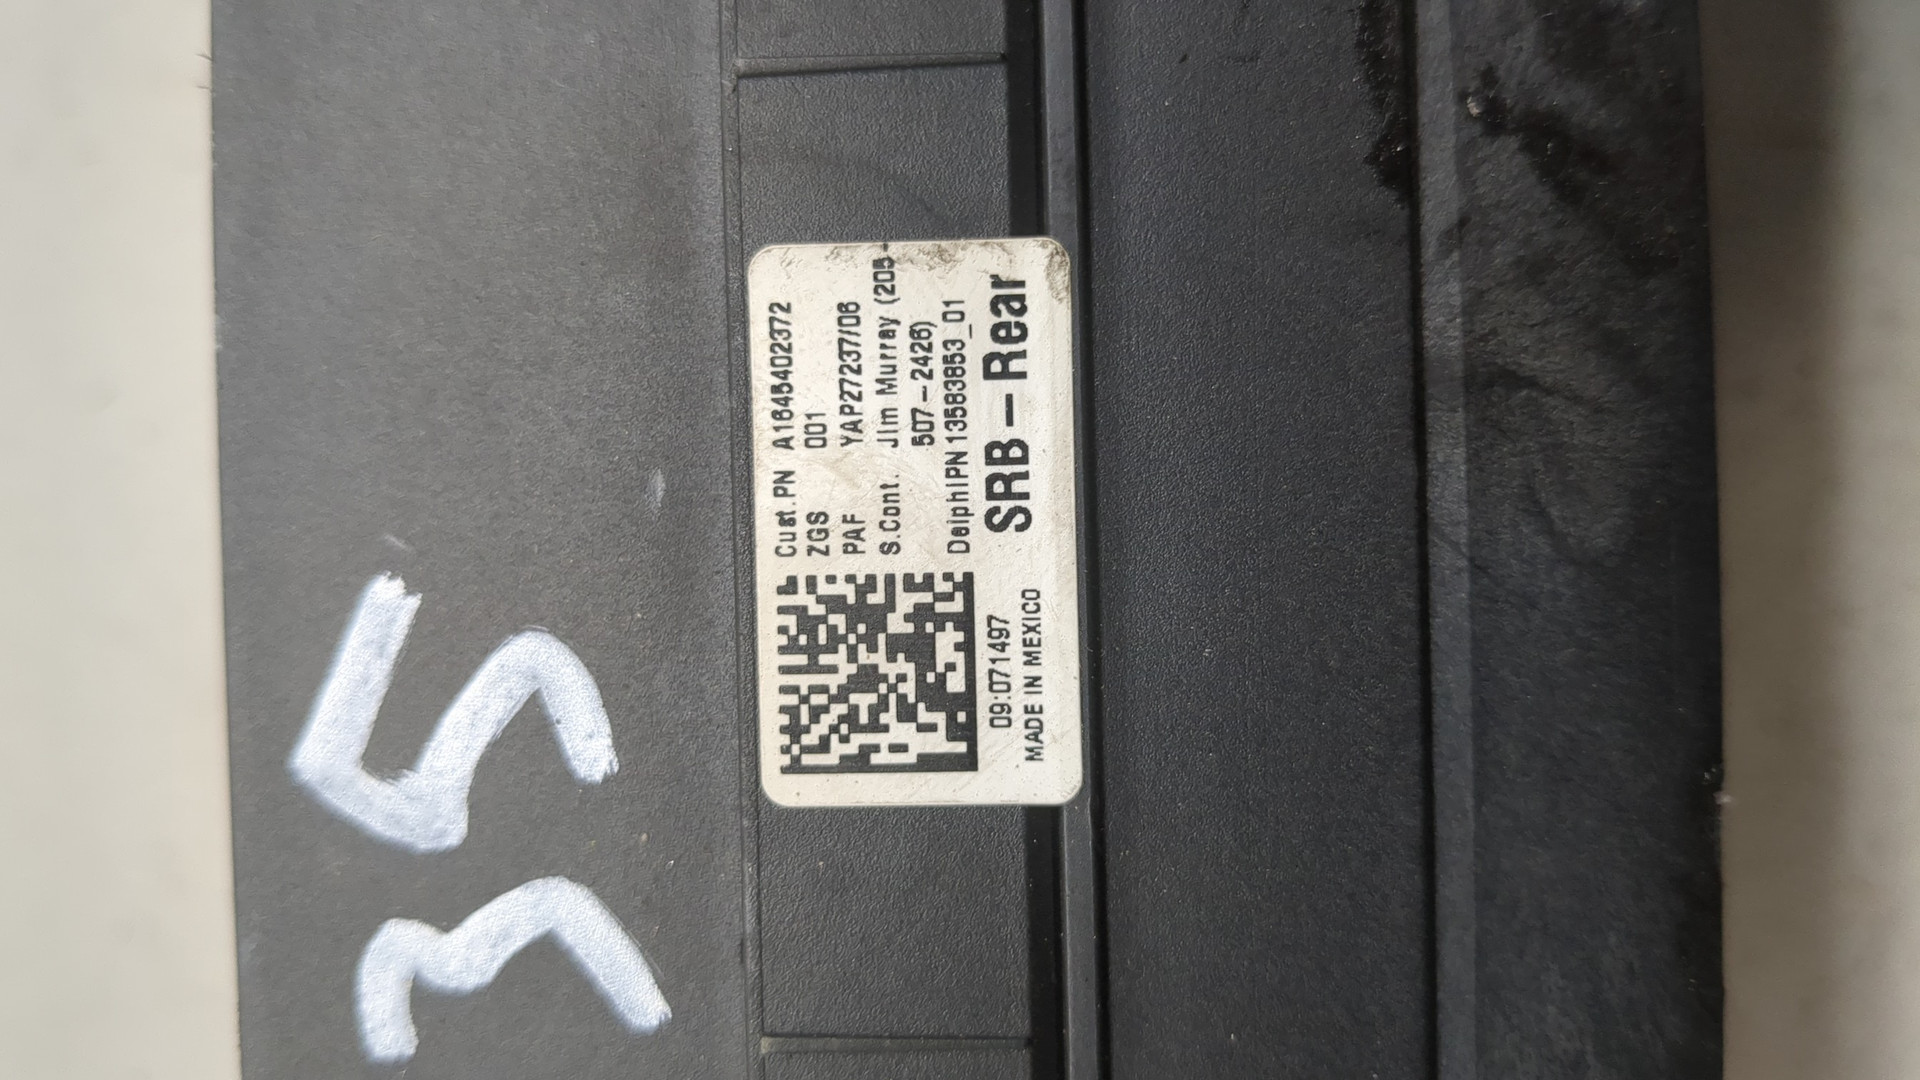 Cust.PN A1645402372
ZGS 001
PAF YAP27237/06
S.Cont. Jim Murray (205-
507-2426)
DelphiPN 13583853_01
SRB-Rear
09:071497
MADE IN MEXICO
35